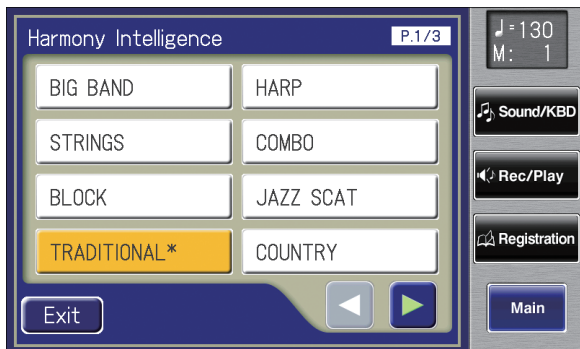 Harmony Intelligence P.1/3
BIG BAND HARP
STRINGS COMBO
BLOCK JAZZ SCAT
TRADITIONAL* COUNTRY
Exit
♩=130
M: 1
Sound/KBD
Rec/Play
Registration
Main